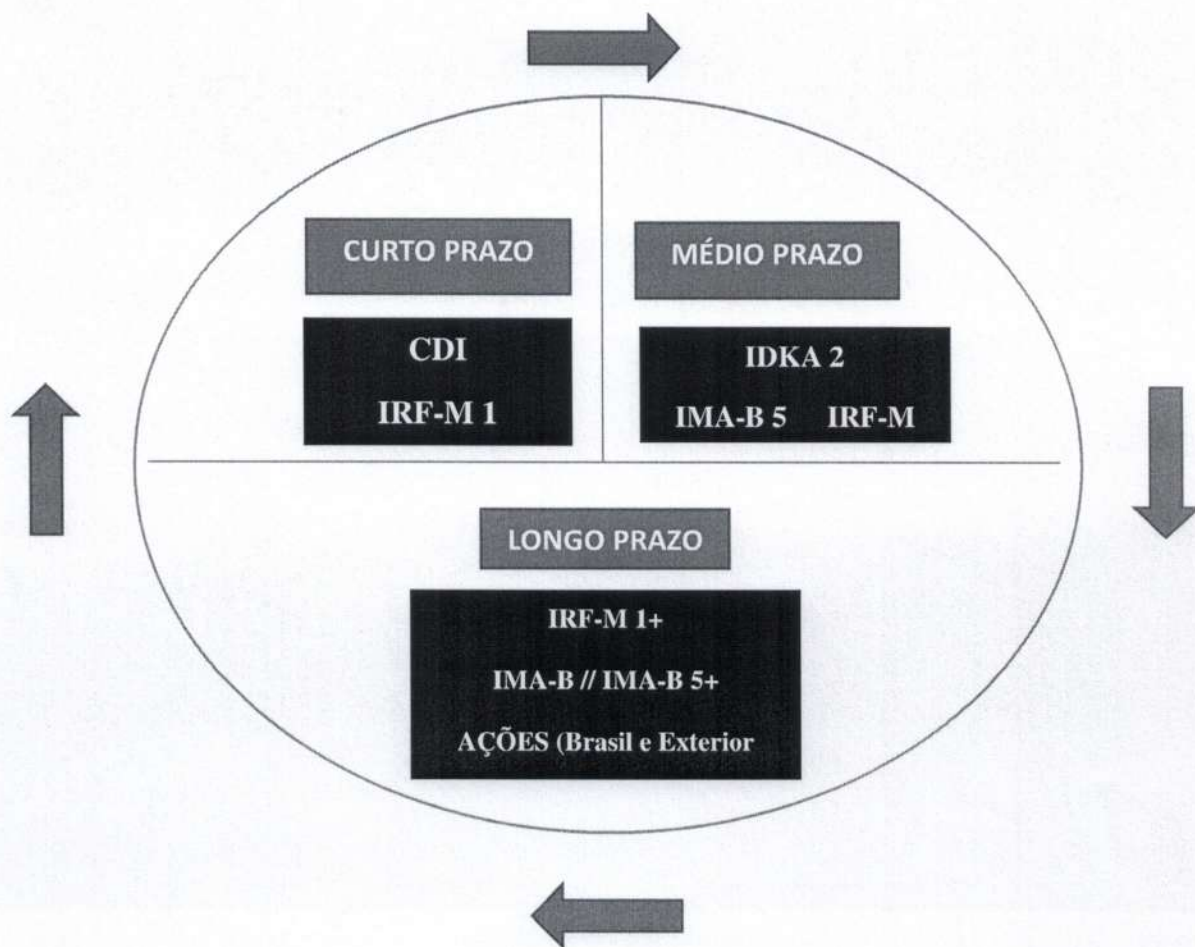 CURTO PRAZO
CDI
IRF-M 1
MÉDIO PRAZO
IDKA 2
IMA-B 5 IRF-M
LONGO PRAZO
IRF-M 1+
IMA-B // IMA-B 5+
AÇÕES (Brasil e Exterior